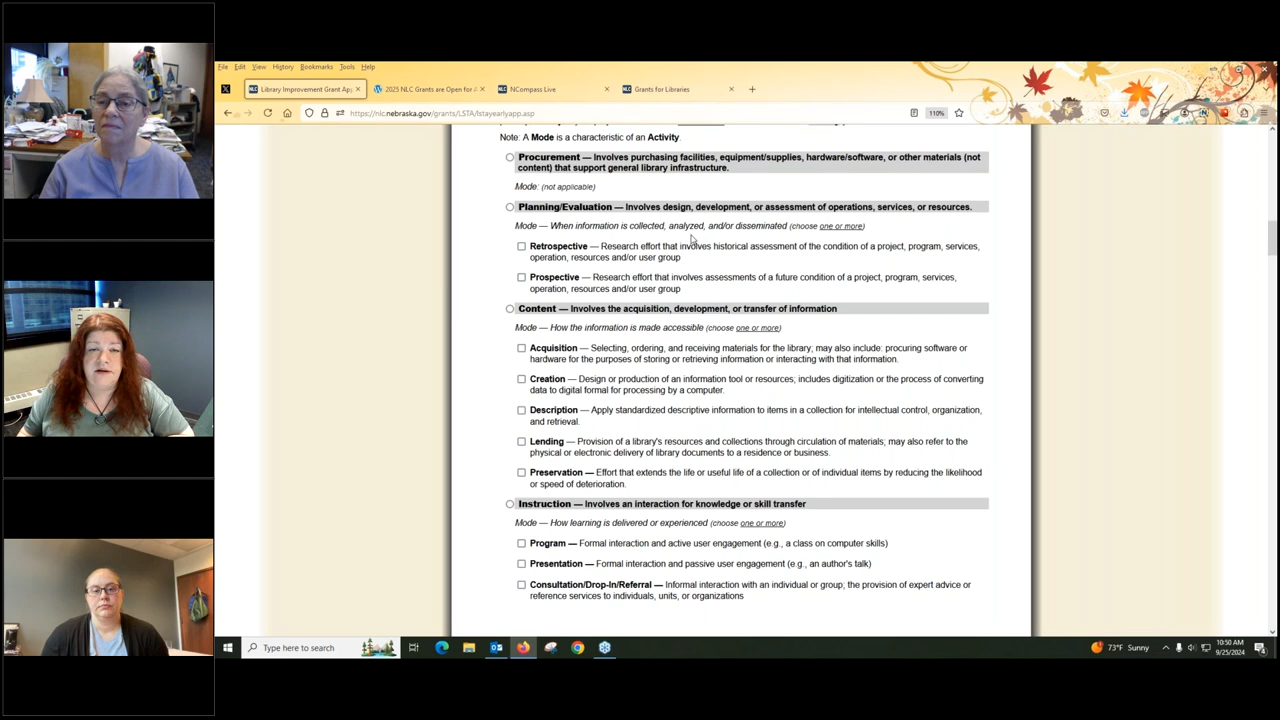 File Edit View History Bookmarks Tools Help
Library Improvement Grant App
2025 NLC Grants are Open for A
NCompass Live
Grants for Libraries
https://nlc.nebraska.gov/grants/LSTA/lstayearlyapp.asp
110%
Note: A Mode is a characteristic of an Activity.
Procurement — Involves purchasing facilities, equipment/supplies, hardware/software, or other materials (not
content) that support general library infrastructure.
Mode: (not applicable)
Planning/Evaluation — Involves design, development, or assessment of operations, services, or resources.
Mode — When information is collected, analyzed, and/or disseminated (choose one or more)
Retrospective — Research effort that involves historical assessment of the condition of a project, program, services,
operation, resources and/or user group
Prospective — Research effort that involves assessments of a future condition of a project, program, services,
operation, resources and/or user group
Content — Involves the acquisition, development, or transfer of information
Mode — How the information is made accessible (choose one or more)
Acquisition — Selecting, ordering, and receiving materials for the library; may also include: procuring software or
hardware for the purposes of storing or retrieving information or interacting with that information.
Creation — Design or production of an information tool or resources; includes digitization or the process of converting
data to digital format for processing by a computer.
Description — Apply standardized descriptive information to items in a collection for intellectual control, organization,
and retrieval.
Lending — Provision of a library's resources and collections through circulation of materials; may also refer to the
physical or electronic delivery of library documents to a residence or business.
Preservation — Effort that extends the life or useful life of a collection or of individual items by reducing the likelihood
or speed of deterioration.
Instruction — Involves an interaction for knowledge or skill transfer
Mode — How learning is delivered or experienced (choose one or more)
Program — Formal interaction and active user engagement (e.g., a class on computer skills)
Presentation — Formal interaction and passive user engagement (e.g., an author's talk)
Consultation/Drop-In/Referral — Informal interaction with an individual or group; the provision of expert advice or
reference services to individuals, units, or organizations
Type here to search
73°F Sunny
10:50 AM
9/25/2024